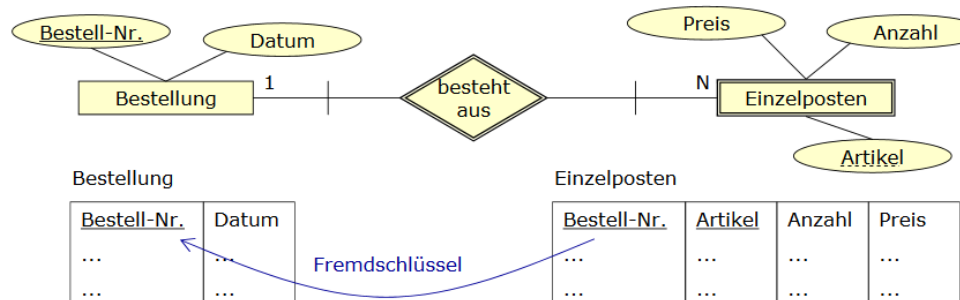 Bestell-Nr.
Datum
Preis
Anzahl
Bestellung
1
besteht
aus
N
Einzelposten
Artikel
Bestellung
Einzelposten
Bestell-Nr. Datum
... ...
... ...
Fremdschlüssel
Bestell-Nr. Artikel Anzahl Preis
... ... ... ...
... ... ... ...